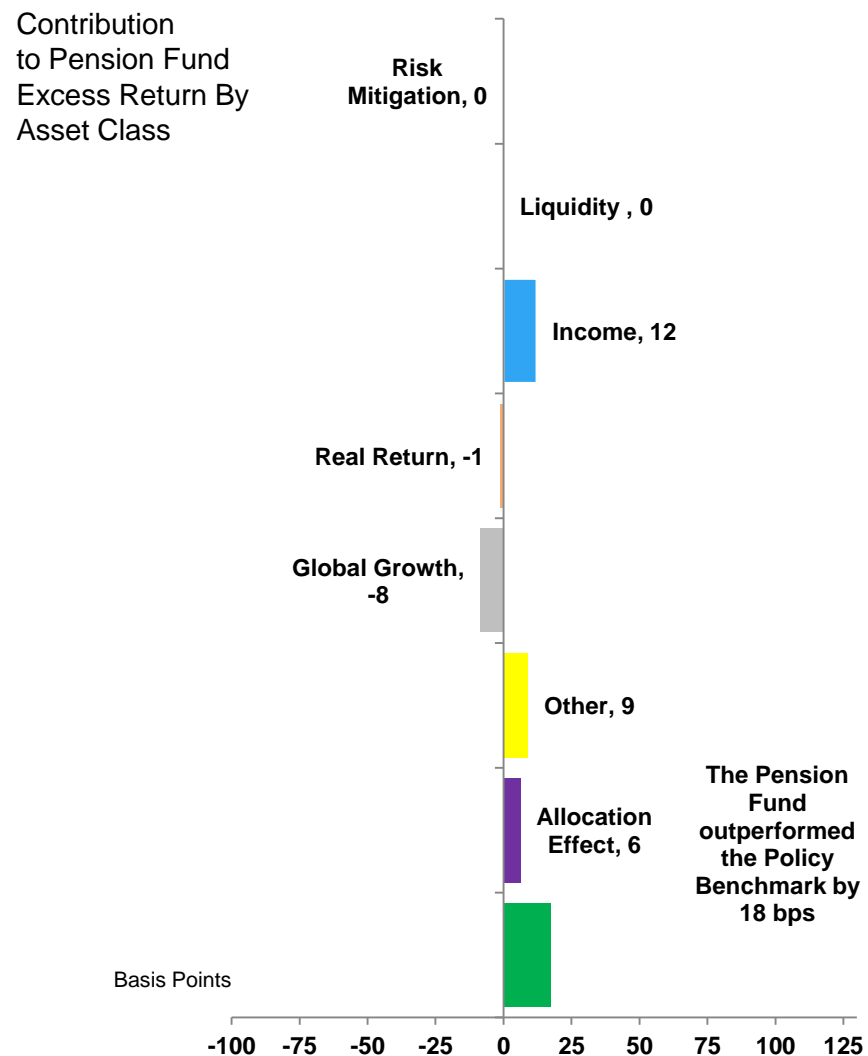 Contribution
to Pension Fund
Excess Return By
Asset Class
Risk
Mitigation, 0
Liquidity , 0
Income, 12
Real Return, -1
Global Growth,
-8
Other, 9
Allocation
Effect, 6
The Pension
Fund
outperformed
the Policy
Benchmark by
18 bps
Basis Points
-100 -75 -50 -25 0 25 50 75 100 125